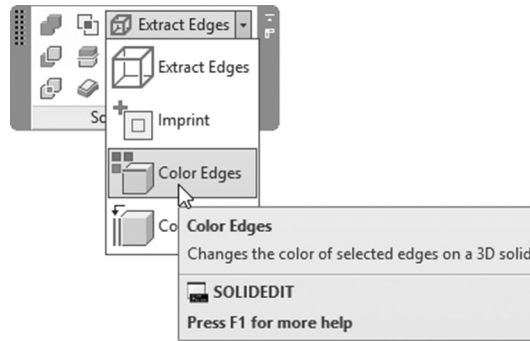 Extract Edges
Extract Edges
Imprint
Color Edges
Color Edges
Changes the color of selected edges on a 3D solid
SOLIDEDIT
Press F1 for more help